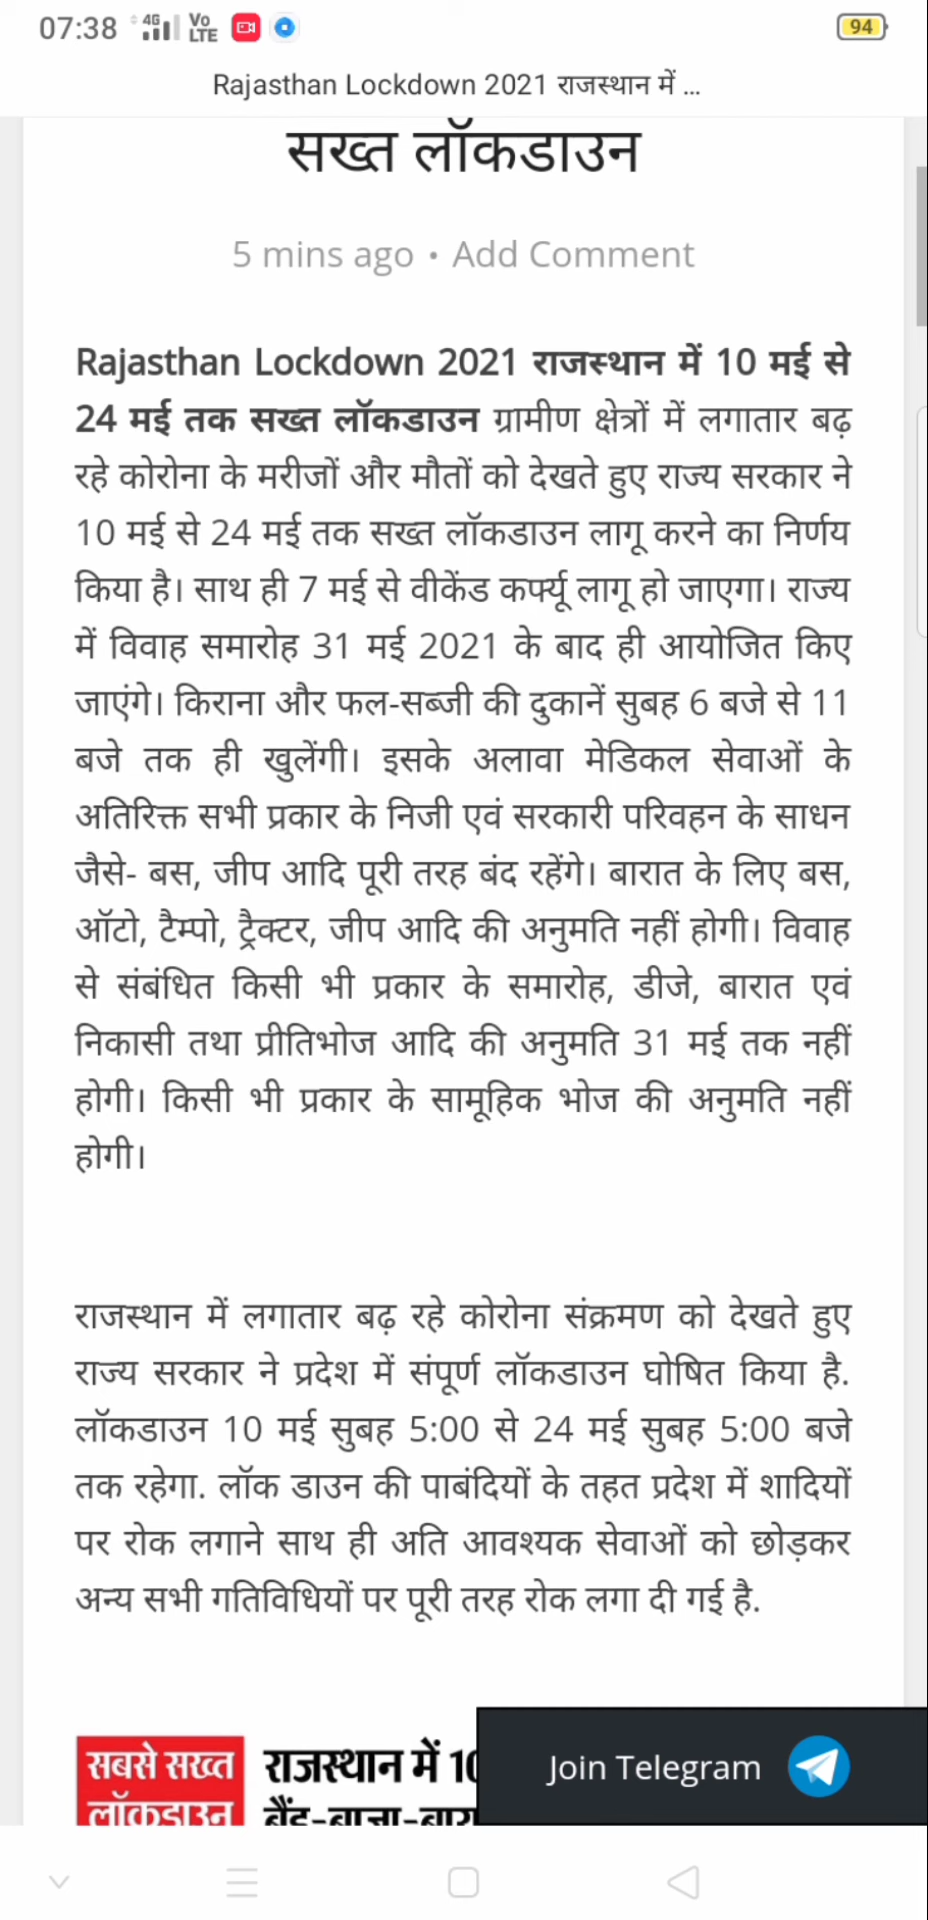 07:38 4G Vo LTE 94
Rajasthan Lockdown 2021 राजस्थान में ...
सख्त लॉकडाउन
5 mins ago • Add Comment
Rajasthan Lockdown 2021 राजस्थान में 10 मई से
24 मई तक सख्त लॉकडाउन ग्रामीण क्षेत्रों में लगातार बढ़
रहे कोरोना के मरीजों और मौतों को देखते हुए राज्य सरकार ने
10 मई से 24 मई तक सख्त लॉकडाउन लागू करने का निर्णय
किया है। साथ ही 7 मई से वीकेंड कर्फ्यू लागू हो जाएगा। राज्य
में विवाह समारोह 31 मई 2021 के बाद ही आयोजित किए
जाएंगे। किराना और फल-सब्जी की दुकानें सुबह 6 बजे से 11
बजे तक ही खुलेंगी। इसके अलावा मेडिकल सेवाओं के
अतिरिक्त सभी प्रकार के निजी एवं सरकारी परिवहन के साधन
जैसे- बस, जीप आदि पूरी तरह बंद रहेंगे। बारात के लिए बस,
ऑटो, टैम्पो, ट्रैक्टर, जीप आदि की अनुमति नहीं होगी। विवाह
से संबंधित किसी भी प्रकार के समारोह, डीजे, बारात एवं
निकासी तथा प्रीतिभोज आदि की अनुमति 31 मई तक नहीं
होगी। किसी भी प्रकार के सामूहिक भोज की अनुमति नहीं
होगी।
राजस्थान में लगातार बढ़ रहे कोरोना संक्रमण को देखते हुए
राज्य सरकार ने प्रदेश में संपूर्ण लॉकडाउन घोषित किया है.
लॉकडाउन 10 मई सुबह 5:00 से 24 मई सुबह 5:00 बजे
तक रहेगा. लॉक डाउन की पाबंदियों के तहत प्रदेश में शादियों
पर रोक लगाने साथ ही अति आवश्यक सेवाओं को छोड़कर
अन्य सभी गतिविधियों पर पूरी तरह रोक लगा दी गई है.
सबसे सख्त राजस्थान में 10
लॉकडाउन बैंड-बाजा-बारा
Join Telegram